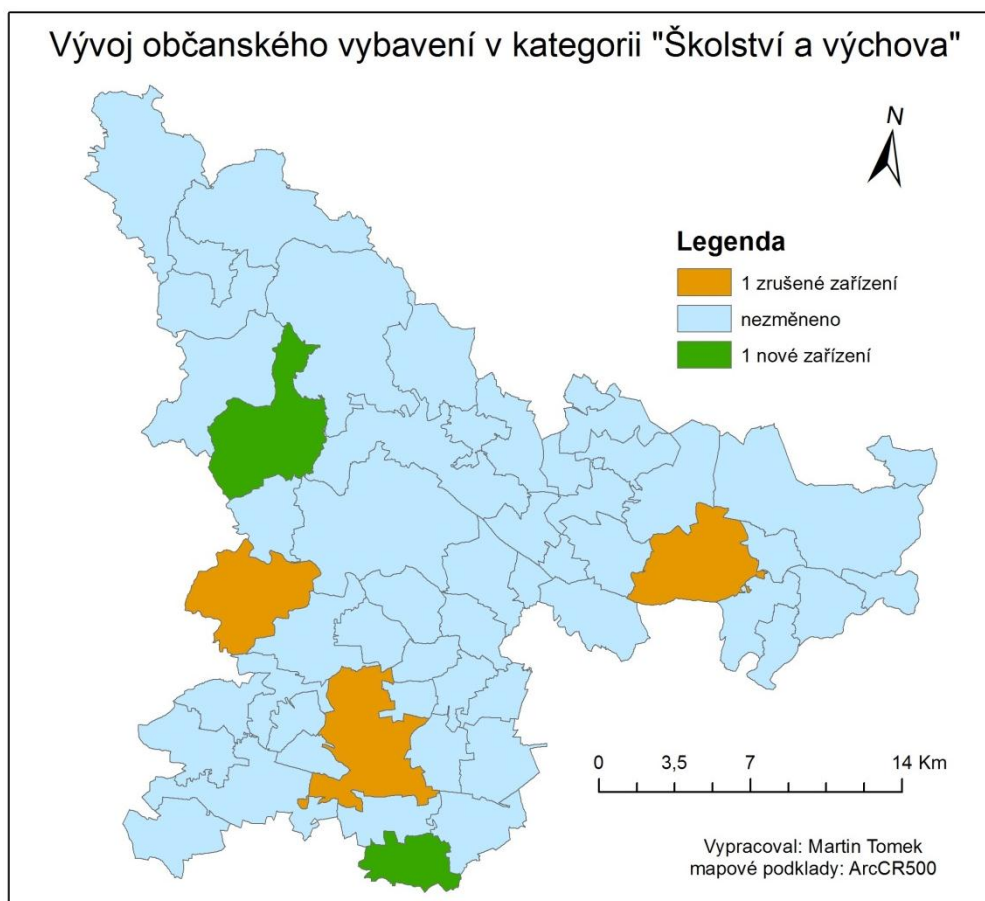 Vývoj občanského vybavení v kategorii "Školství a výchova"
N
Legenda
1 zrušené zařízení
nezměneno
1 nové zařízení
0 3,5 7 14 Km
Vypracoval: Martin Tomek
mapové podklady: ArcCR500